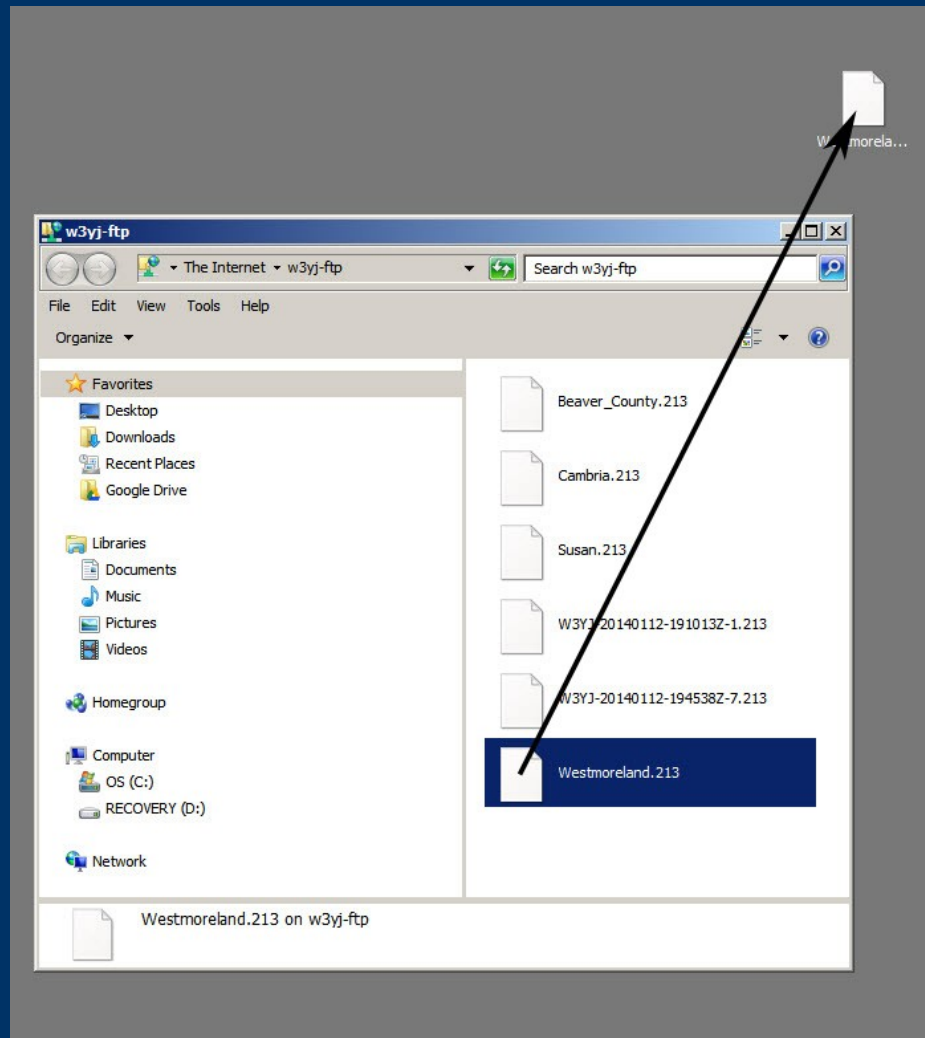 Westmorela...
w3yj-ftp
The Internet w3yj-ftp
Search w3yj-ftp
File Edit View Tools Help
Organize
Favorites
Desktop
Downloads
Recent Places
Google Drive
Libraries
Documents
Music
Pictures
Videos
Homegroup
Computer
OS (C:)
RECOVERY (D:)
Network
Beaver_County.213
Cambria.213
Susan.213
W3YJ-20140112-191013Z-1.213
W3YJ-20140112-194538Z-7.213
Westmoreland.213
Westmoreland.213 on w3yj-ftp